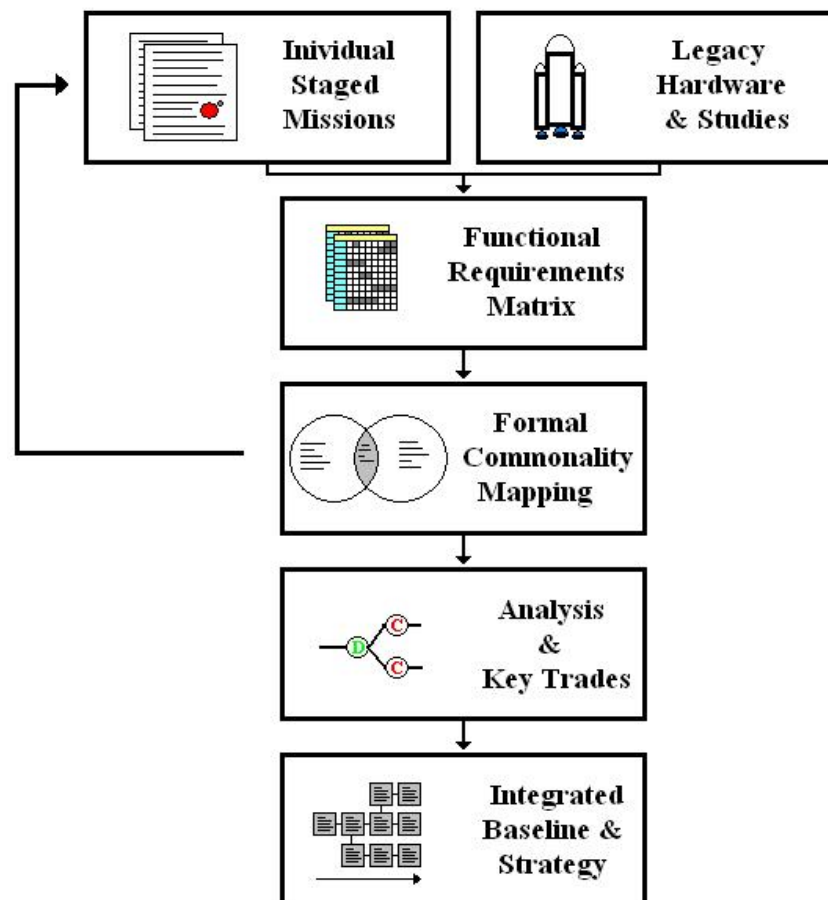 Inividual
Staged
Missions
Legacy
Hardware
& Studies
Functional
Requirements
Matrix
Formal
Commonality
Mapping
D
C
C
Analysis
&
Key Trades
Integrated
Baseline &
Strategy